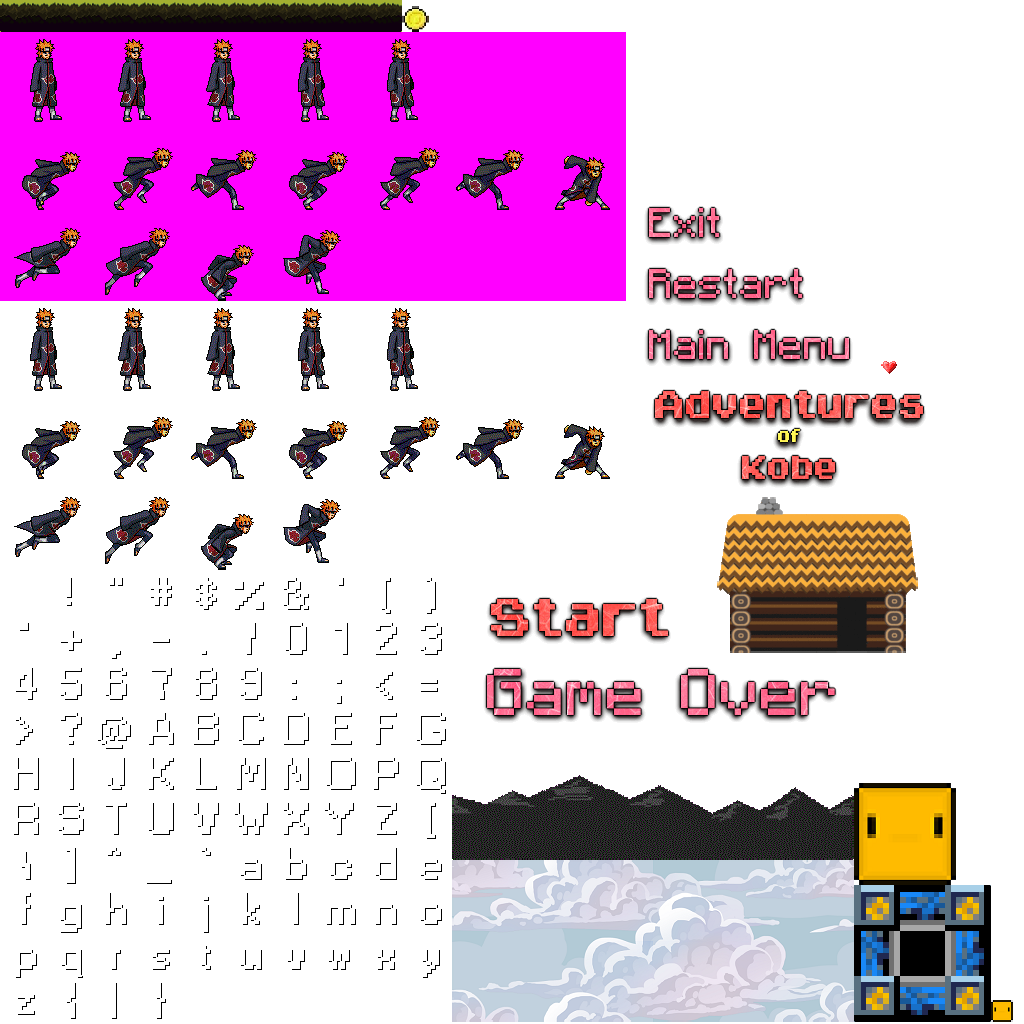 Exit
Restart
Main Menu
Adventures
of
Kobe
Start
Game Over
! " # $ % & ' ( )
* + , - . / 0 1 2 3
4 5 6 7 8 9 : ; < =
> ? @ A B C D E F G
H I J K L M N O P Q
R S T U V W X Y Z [
\ ] ^ _ ` a b c d e
f g h i j k l m n o
p q r s t u v w x y
z { | }